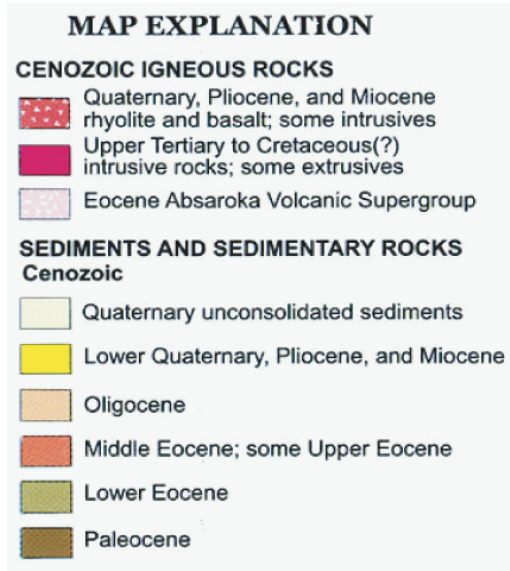 MAP EXPLANATION
CENOZOIC IGNEOUS ROCKS
Quaternary, Pliocene, and Miocene
rhyolite and basalt; some intrusives
Upper Tertiary to Cretaceous(?)
intrusive rocks; some extrusives
Eocene Absaroka Volcanic Supergroup
SEDIMENTS AND SEDIMENTARY ROCKS
Cenozoic
Quaternary unconsolidated sediments
Lower Quaternary, Pliocene, and Miocene
Oligocene
Middle Eocene; some Upper Eocene
Lower Eocene
Paleocene